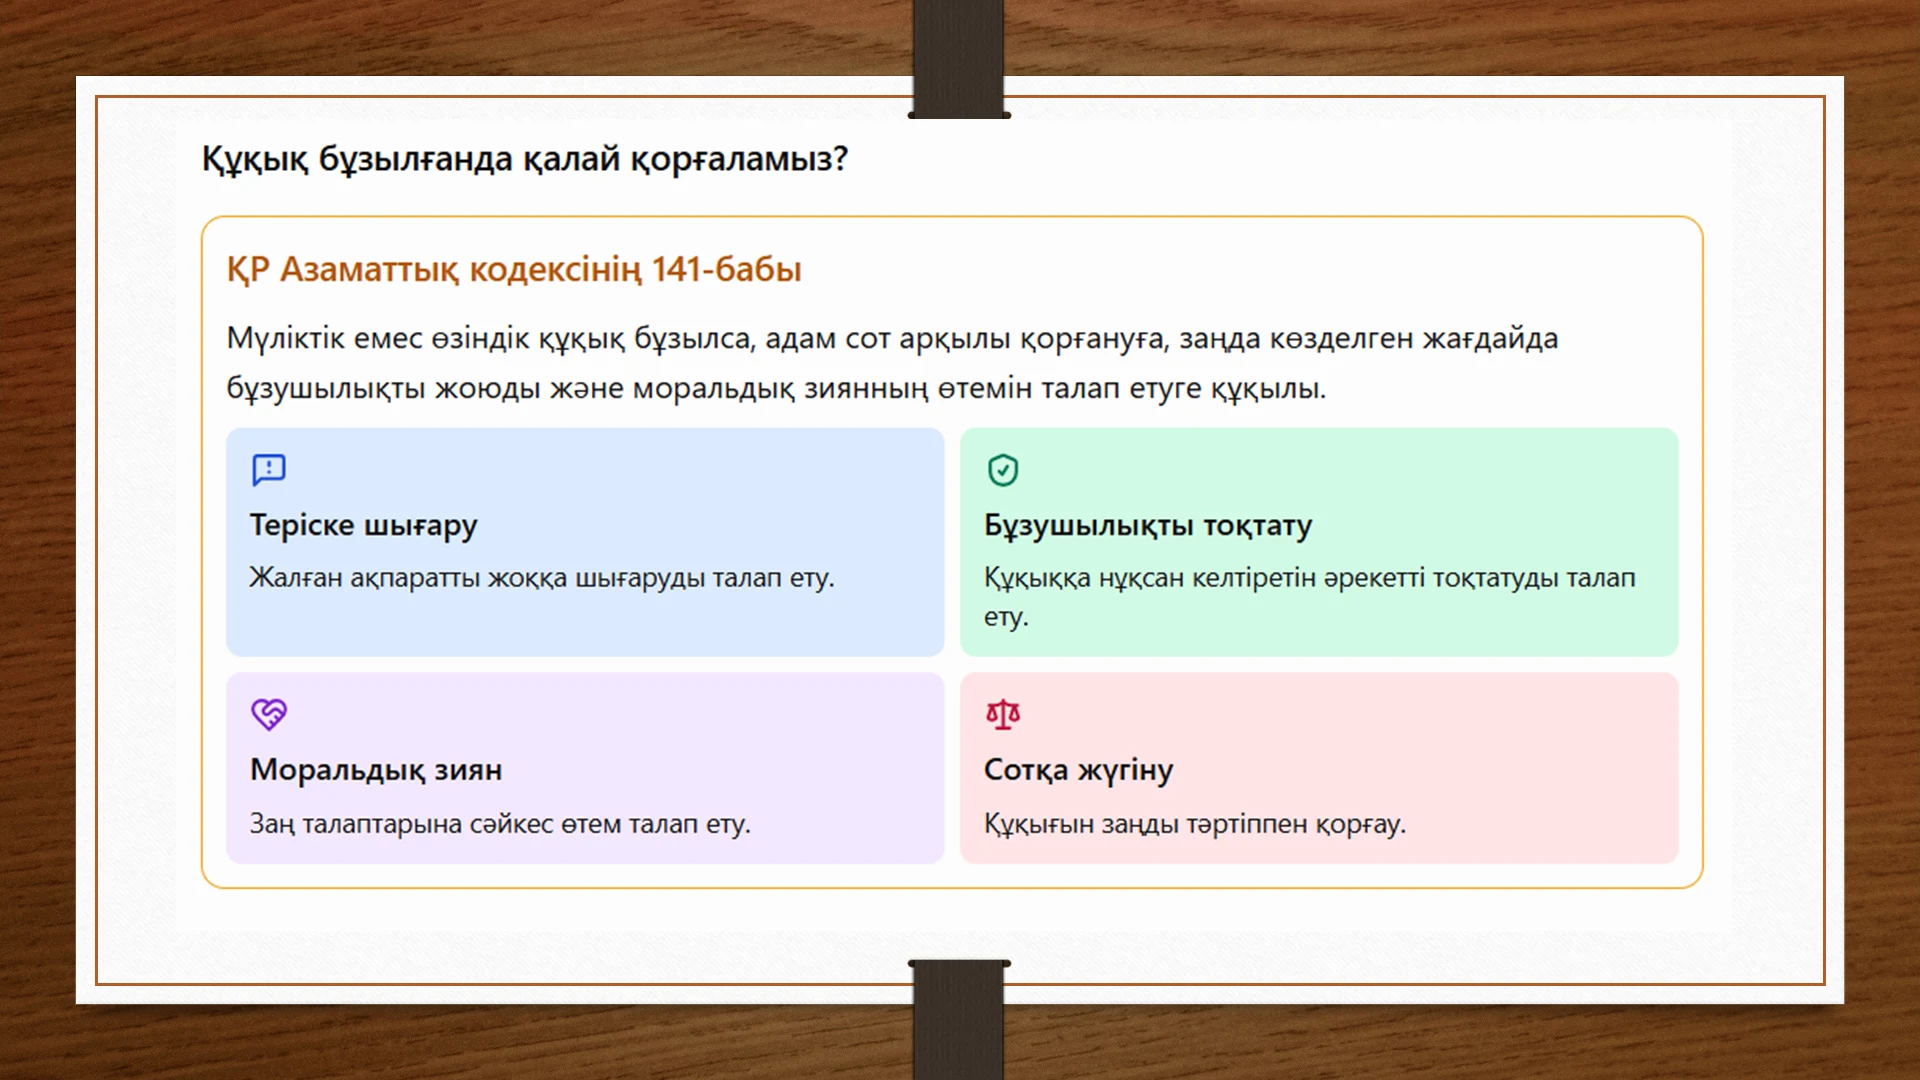 Құқық бұзылғанда қалай қорғаламыз?
ҚР Азаматтық кодексінің 141-бабы
Мүліктік емес өзіндік құқық бұзылса, адам сот арқылы қорғануға, заңда көзделген жағдайда
бұзушылықты жоюды және моральдық зиянның өтемін талап етуге құқылы.
Теріске шығару
Жалған ақпаратты жоққа шығаруды талап ету.
Бұзушылықты тоқтату
Құқыққа нұқсан келтіретін әрекетті тоқтатуды талап
ету.
Моральдық зиян
Заң талаптарына сәйкес өтем талап ету.
Сотқа жүгіну
Құқығын заңды тәртіппен қорғау.